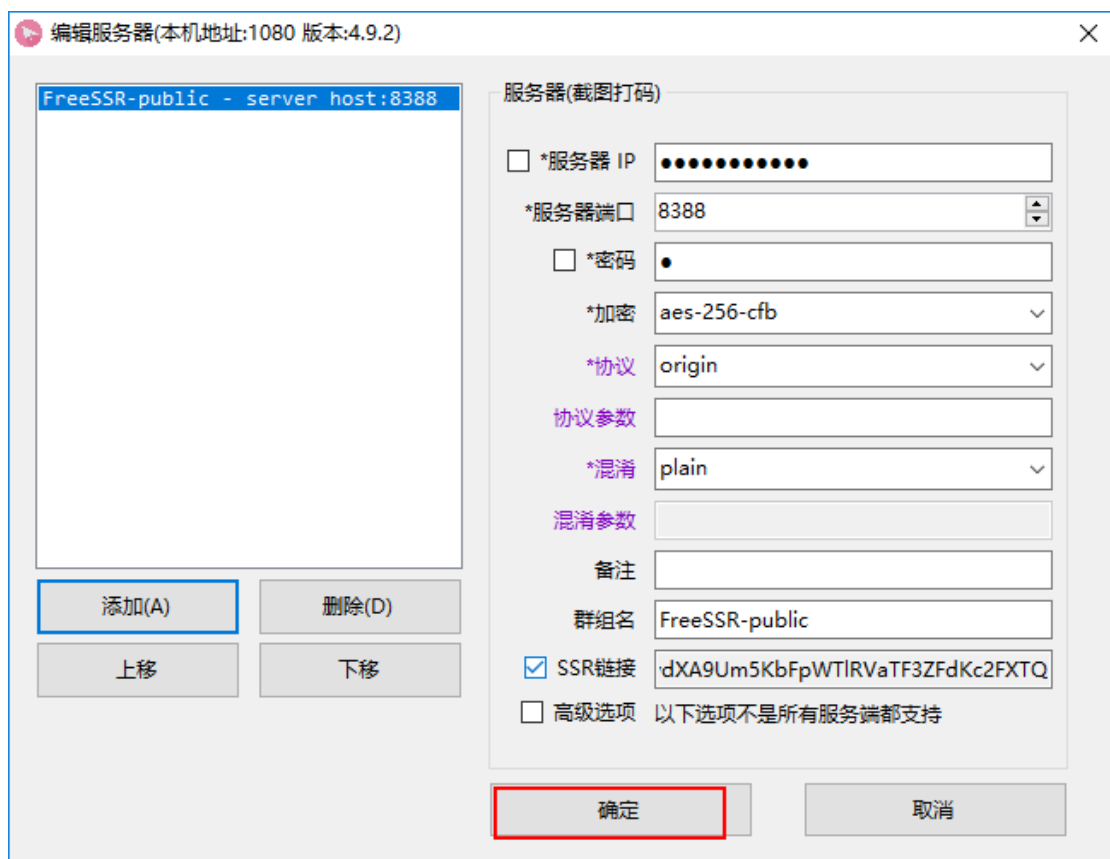 编辑服务器(本机地址:1080 版本:4.9.2)
FreeSSR-public - server host:8388
添加(A)
删除(D)
上移
下移
服务器(截图打码)
*服务器 IP ●●●●●●●●●●●
*服务器端口 8388
*密码 ●
*加密 aes-256-cfb
*协议 origin
协议参数
*混淆 plain
混淆参数
备注
群组名 FreeSSR-public
SSR链接 dXA9Um5KbFpWTlRVaTF3ZFdKc2FXTQ
高级选项 以下选项不是所有服务端都支持
确定
取消